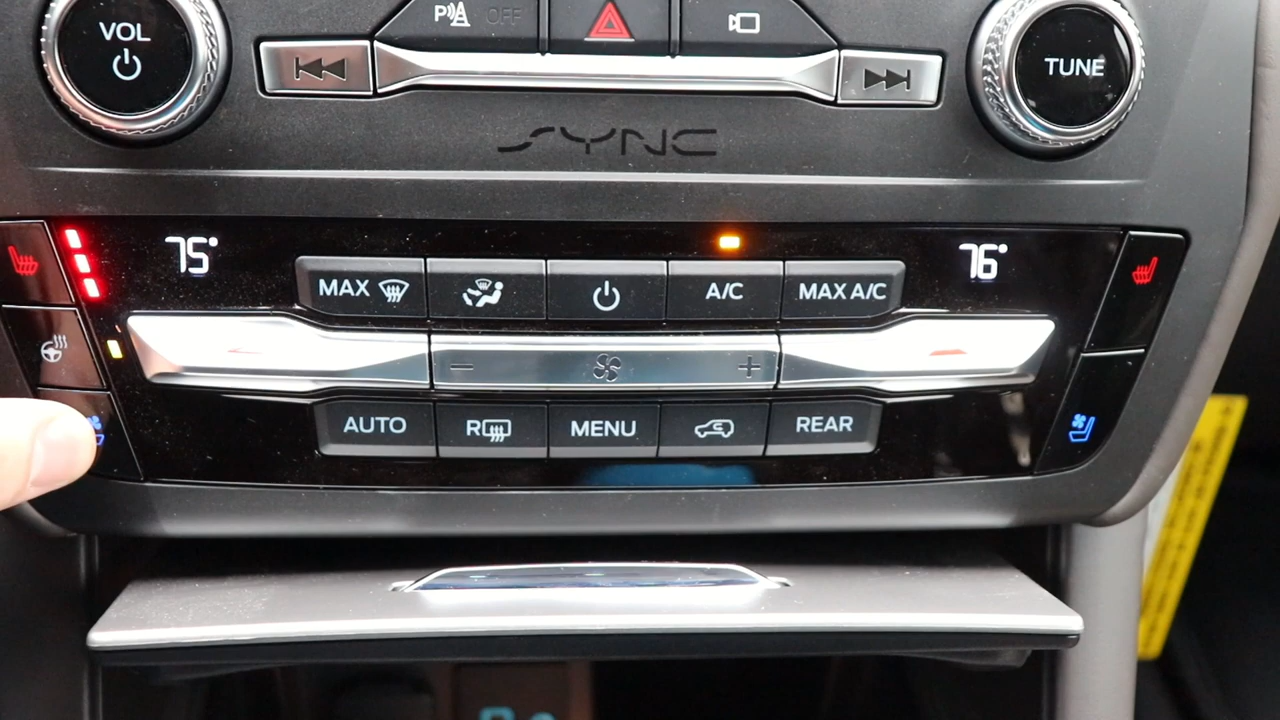 VOL
P OFF
TUNE
SYNC
75°
76°
MAX
A/C
MAX A/C
− +
AUTO
R
MENU
REAR